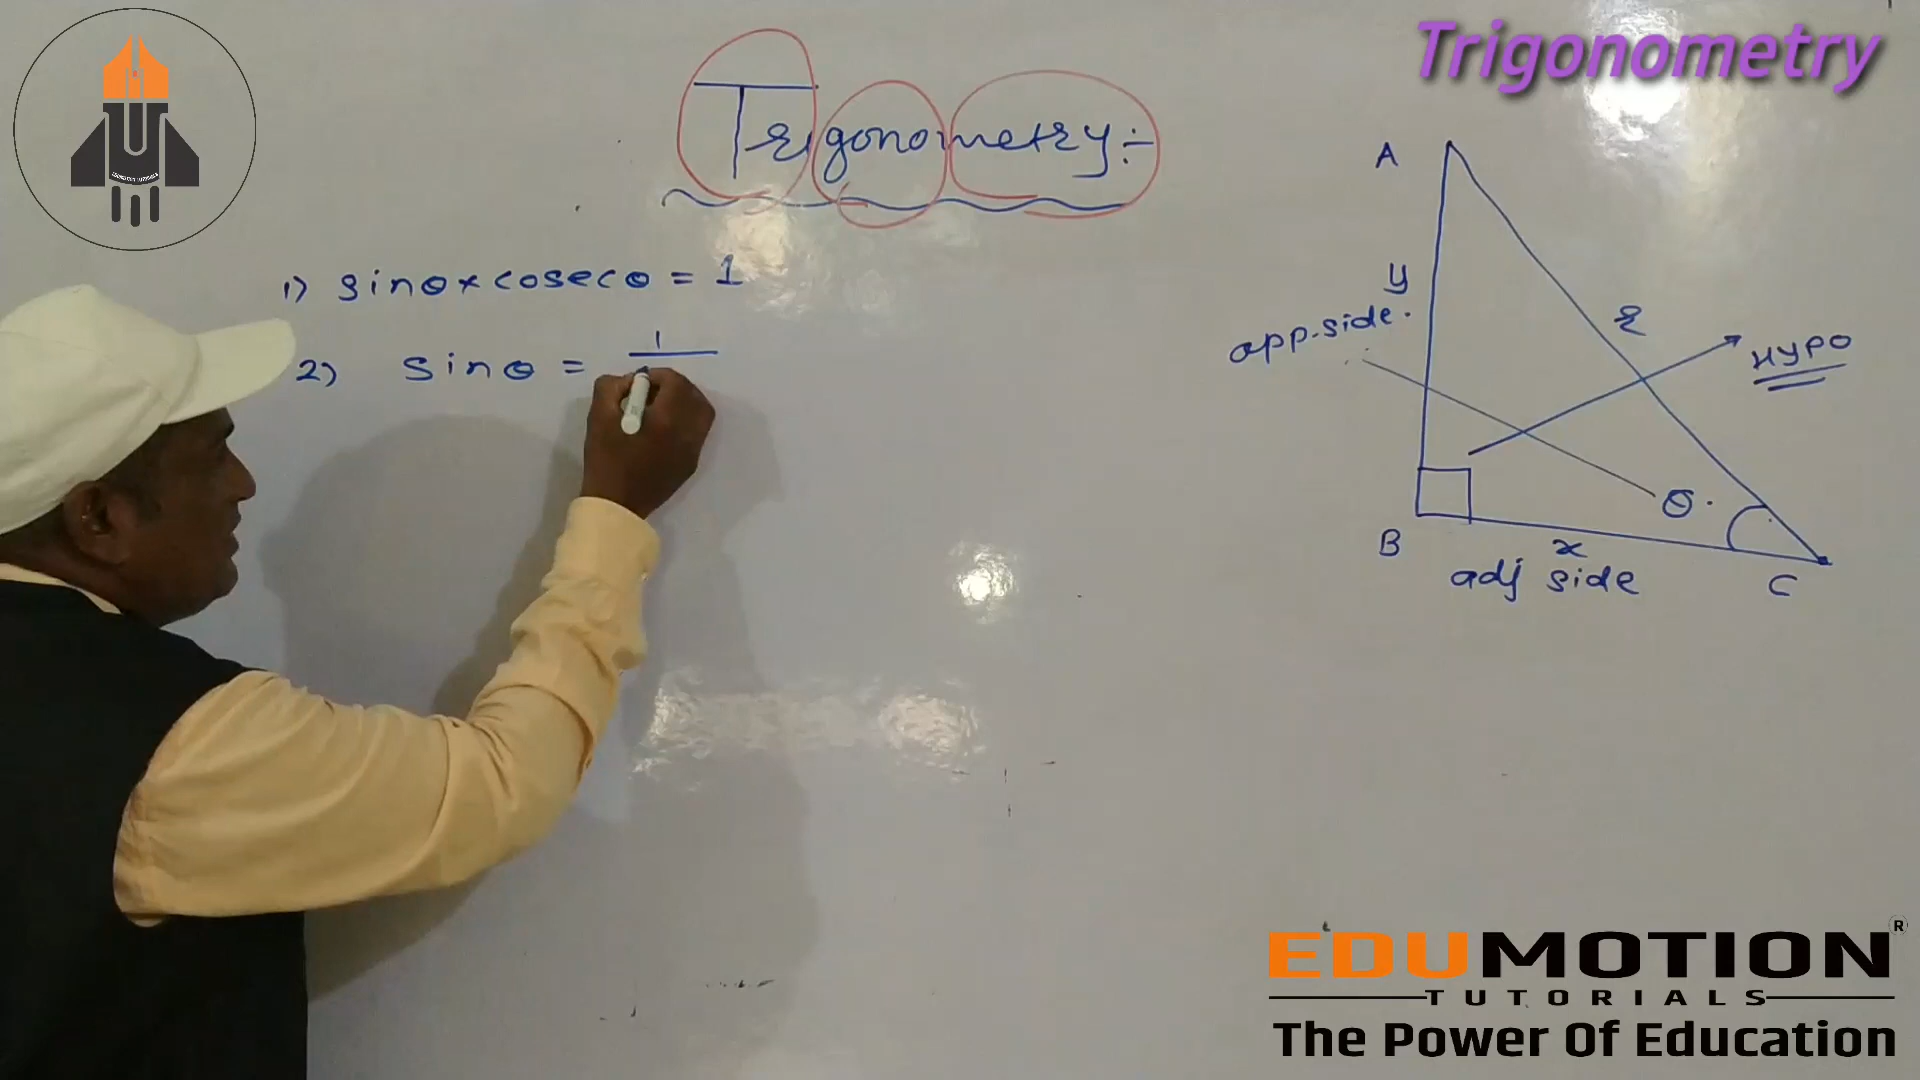 Trigonometry
Trigonometry:-
1) sinθ×cosecθ = 1
2) sinθ = 1
A
y
opp.side.
r
HYPO
θ.
B
x
adj side
C
EDUMOTION®
TUTORIALS
The Power Of Education